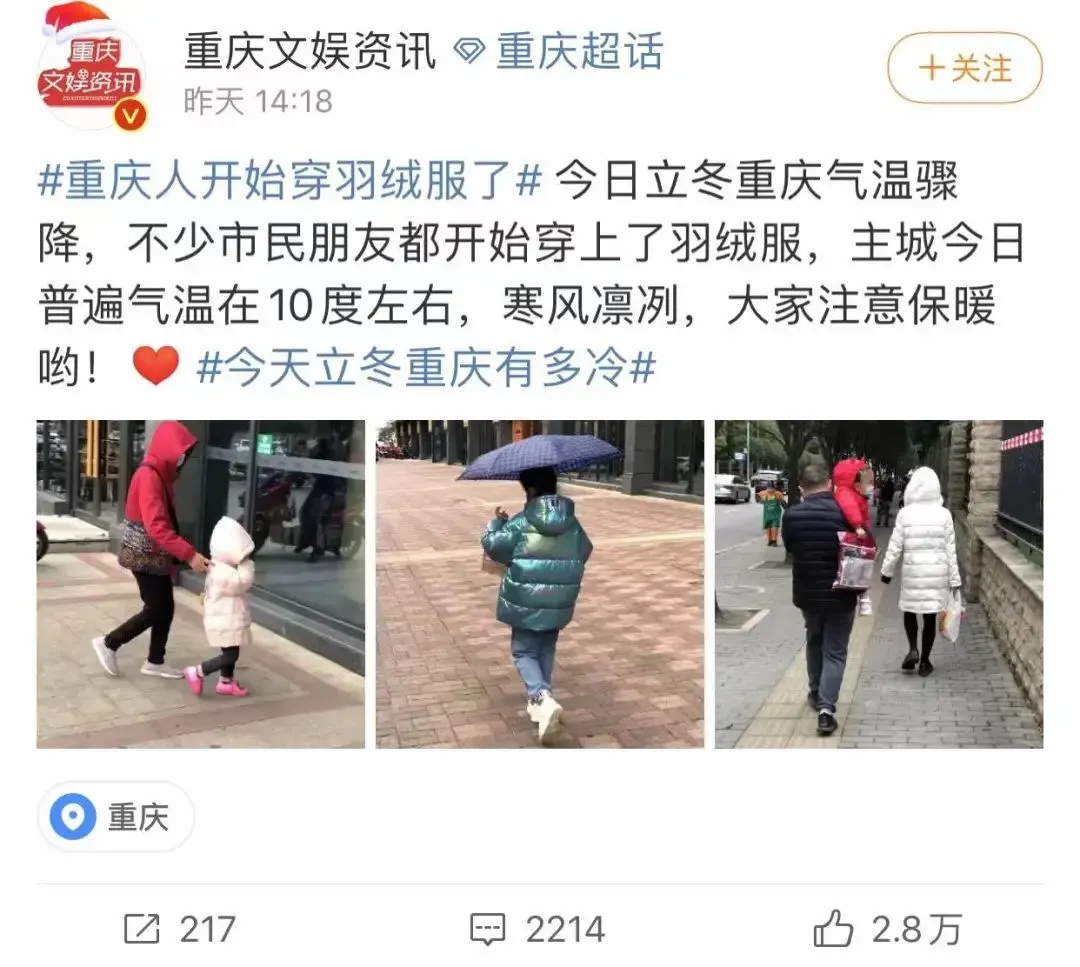 重庆
文娱资讯
重庆文娱资讯 重庆超话
昨天 14:18
+关注
#重庆人开始穿羽绒服了# 今日立冬重庆气温骤
降，不少市民朋友都开始穿上了羽绒服，主城今日
普遍气温在10度左右，寒风凛冽，大家注意保暖
哟！❤️ #今天立冬重庆有多冷#
重庆
217
2214
2.8万